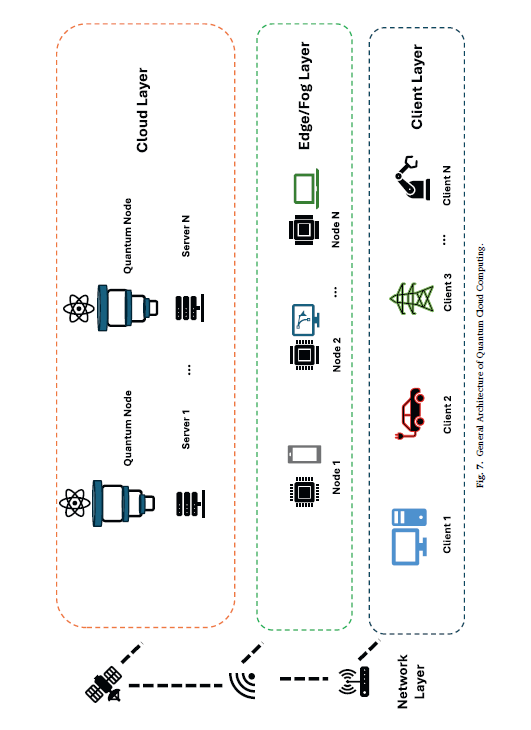 Quantum Node Quantum Node
Cloud Layer
Server 1 ... Server N
Edge/Fog Layer
Node 1 Node 2 ... Node N
Network
Layer
Client Layer
Client 1 Client 2 Client 3 ... Client N
Fig. 7. General Architecture of Quantum Cloud Computing.